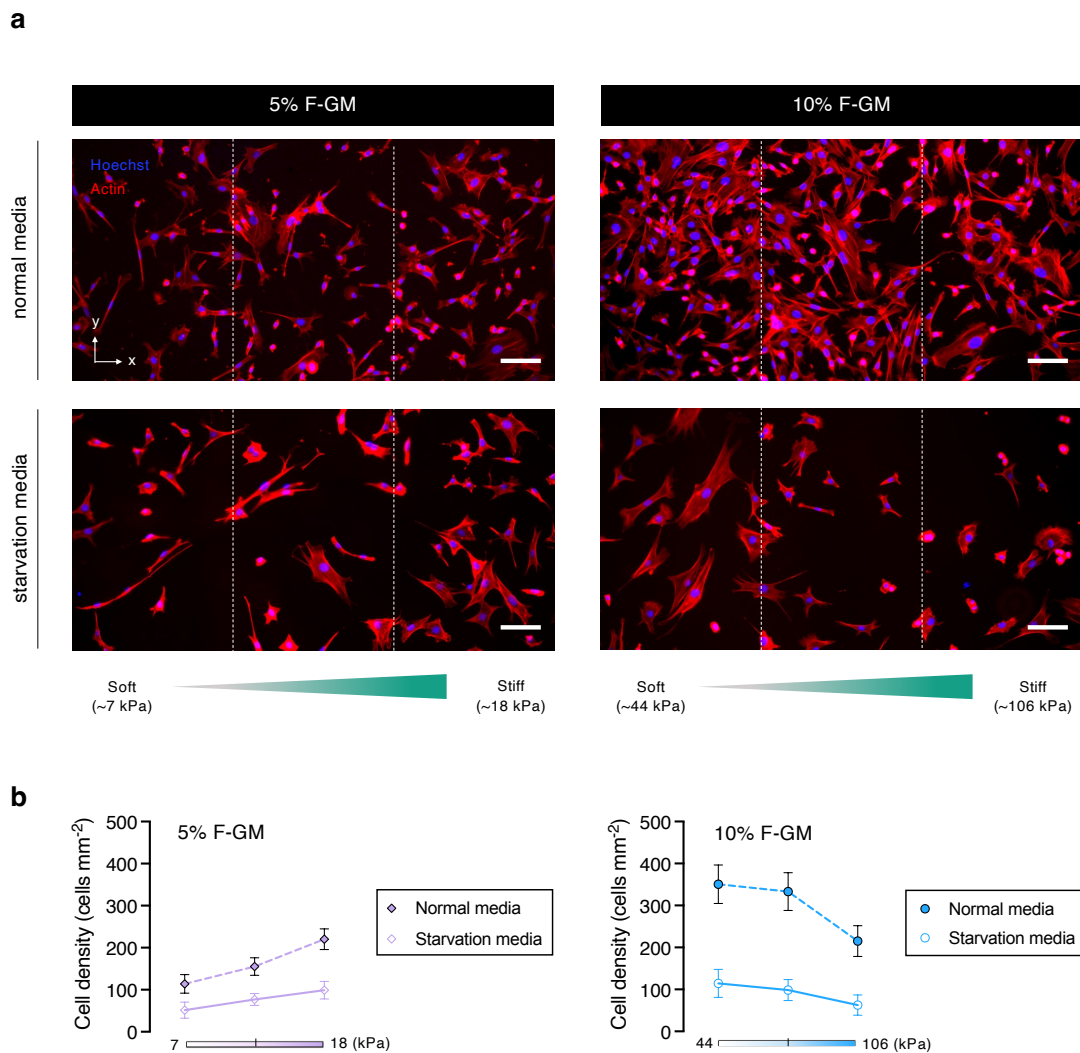 a
5% F-GM
10% F-GM
normal media
Hoechst
Actin
y
x
starvation media
Soft
(~7 kPa)
Stiff
(~18 kPa)
Soft
(~44 kPa)
Stiff
(~106 kPa)
b
Cell density (cells mm⁻²)
500
400
300
200
100
0
5% F-GM
Normal media
Starvation media
7
18 (kPa)
Cell density (cells mm⁻²)
500
400
300
200
100
0
10% F-GM
Normal media
Starvation media
44
106 (kPa)